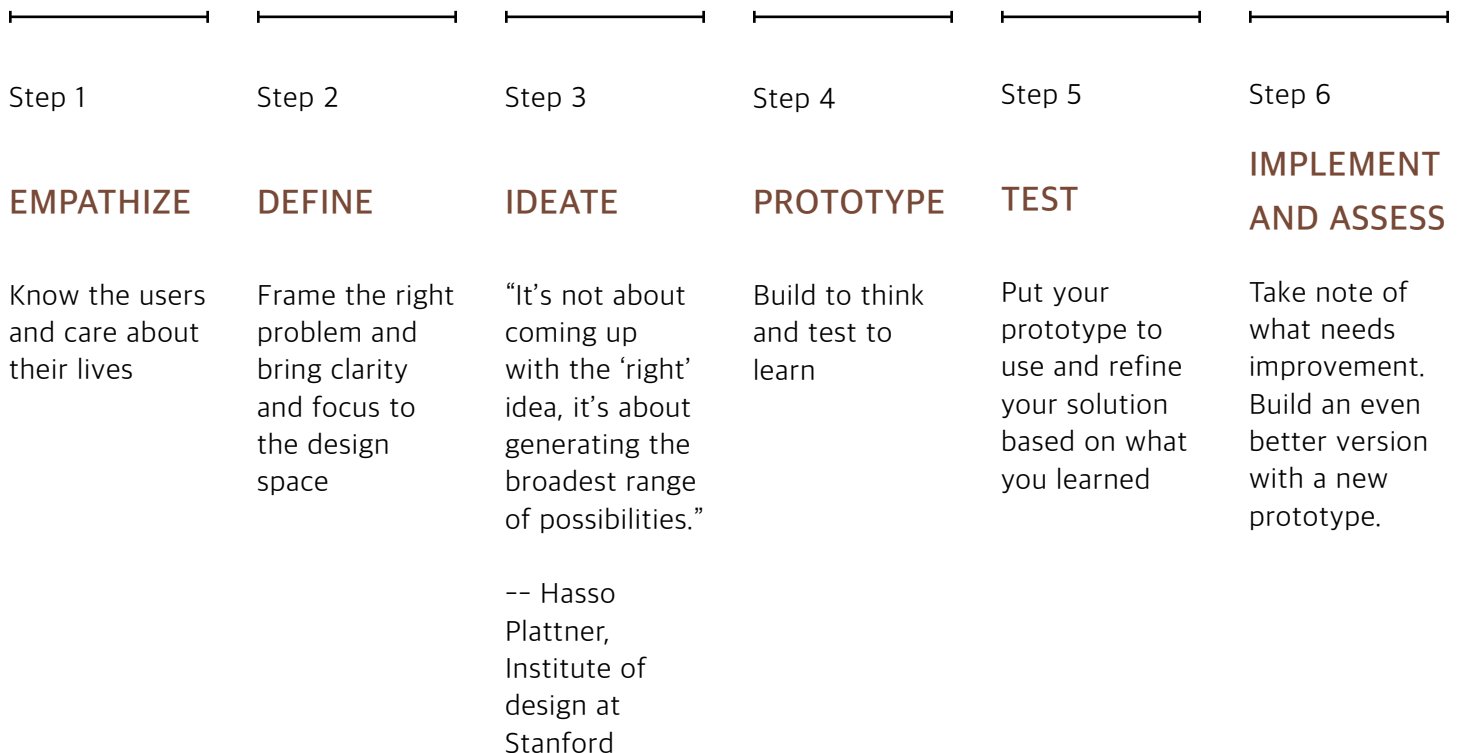 Step 1
EMPATHIZE
Know the users
and care about
their lives
Step 2
DEFINE
Frame the right
problem and
bring clarity
and focus to
the design
space
Step 3
IDEATE
“It’s not about
coming up
with the ‘right’
idea, it’s about
generating the
broadest range
of possibilities.”
-- Hasso
Plattner,
Institute of
design at
Stanford
Step 4
PROTOTYPE
Build to think
and test to
learn
Step 5
TEST
Put your
prototype to
use and refine
your solution
based on what
you learned
Step 6
IMPLEMENT
AND ASSESS
Take note of
what needs
improvement.
Build an even
better version
with a new
prototype.